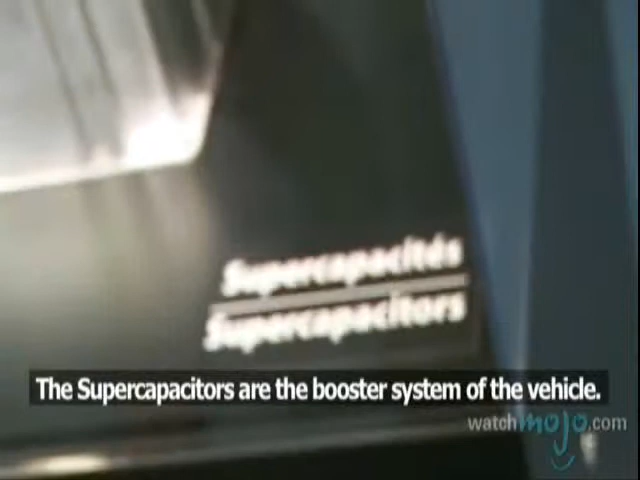 Supercapacités
Supercapacitors
The Supercapacitors are the booster system of the vehicle.
watchmojo.com